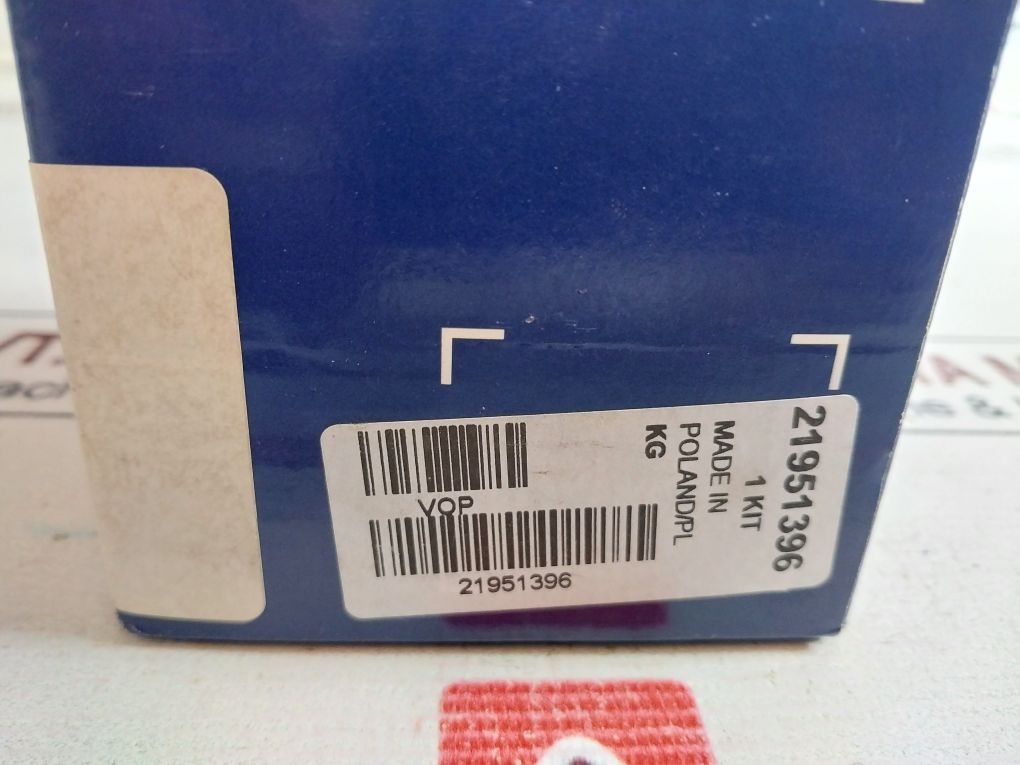 VOP
21951396
21951396
1 KIT
MADE IN
POLAND/PL
KG